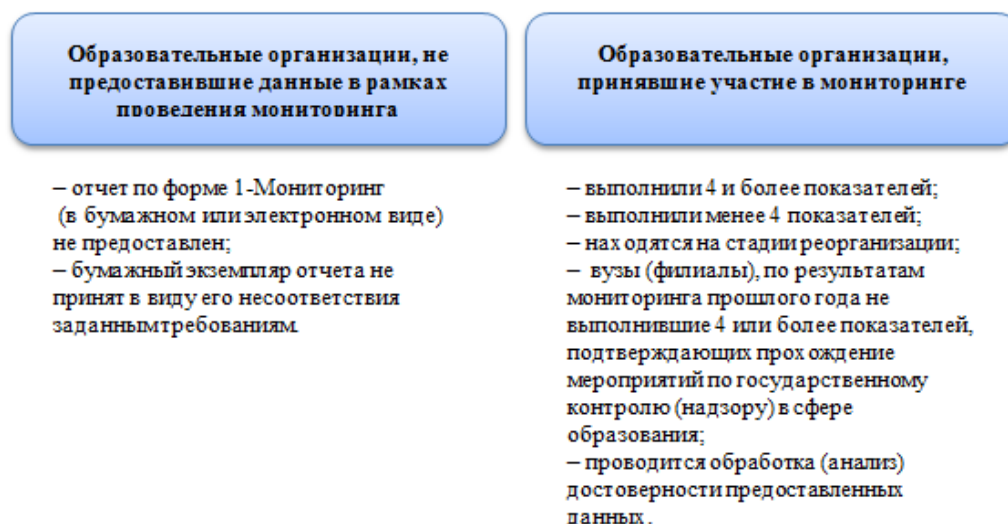 Образовательные организации, не
предоставившие данные в рамках
проведения мониторинга
– отчет по форме 1-Мониторинг
(в бумажном или электронном виде)
не предоставлен;
– бумажный экземпляр отчета не
принят в виду его несоответствия
заданным требованиям.
Образовательные организации,
принявшие участие в мониторинге
– выполнили 4 и более показателей;
– выполнили менее 4 показателей;
– находятся на стадии реорганизации;
– вузы (филиалы), по результатам
мониторинга прошлого года не
выполнившие 4 или более показателей,
подтверждающих прохождение
мероприятий по государственному
контролю (надзору) в сфере
образования;
– проводится обработка (анализ)
достоверности предоставленных
данных.